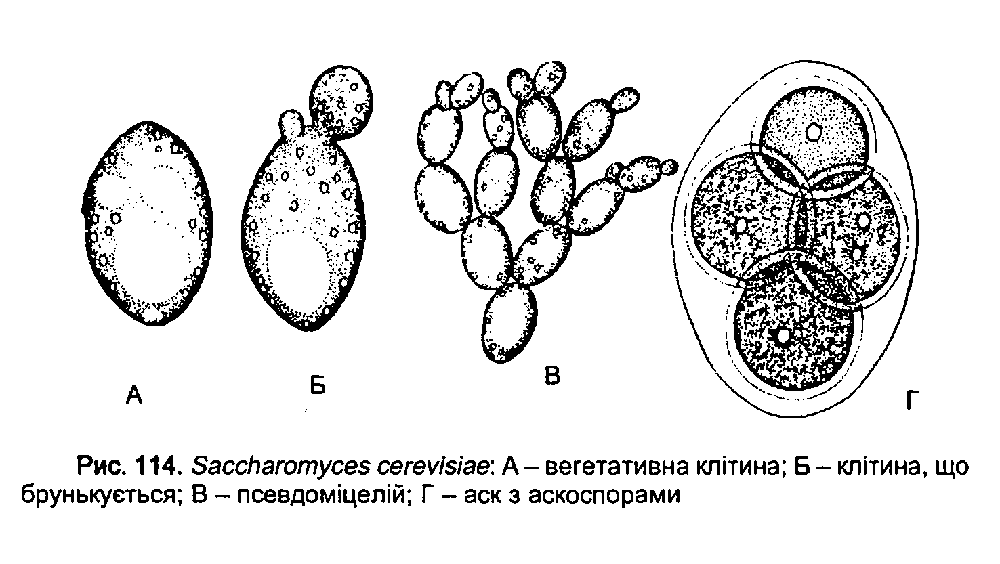 А
Б
В
Г
Рис. 114. Saccharomyces cerevisiae: А – вегетативна клітина; Б – клітина, що
брунькується; В – псевдоміцелій; Г – аск з аскоспорами